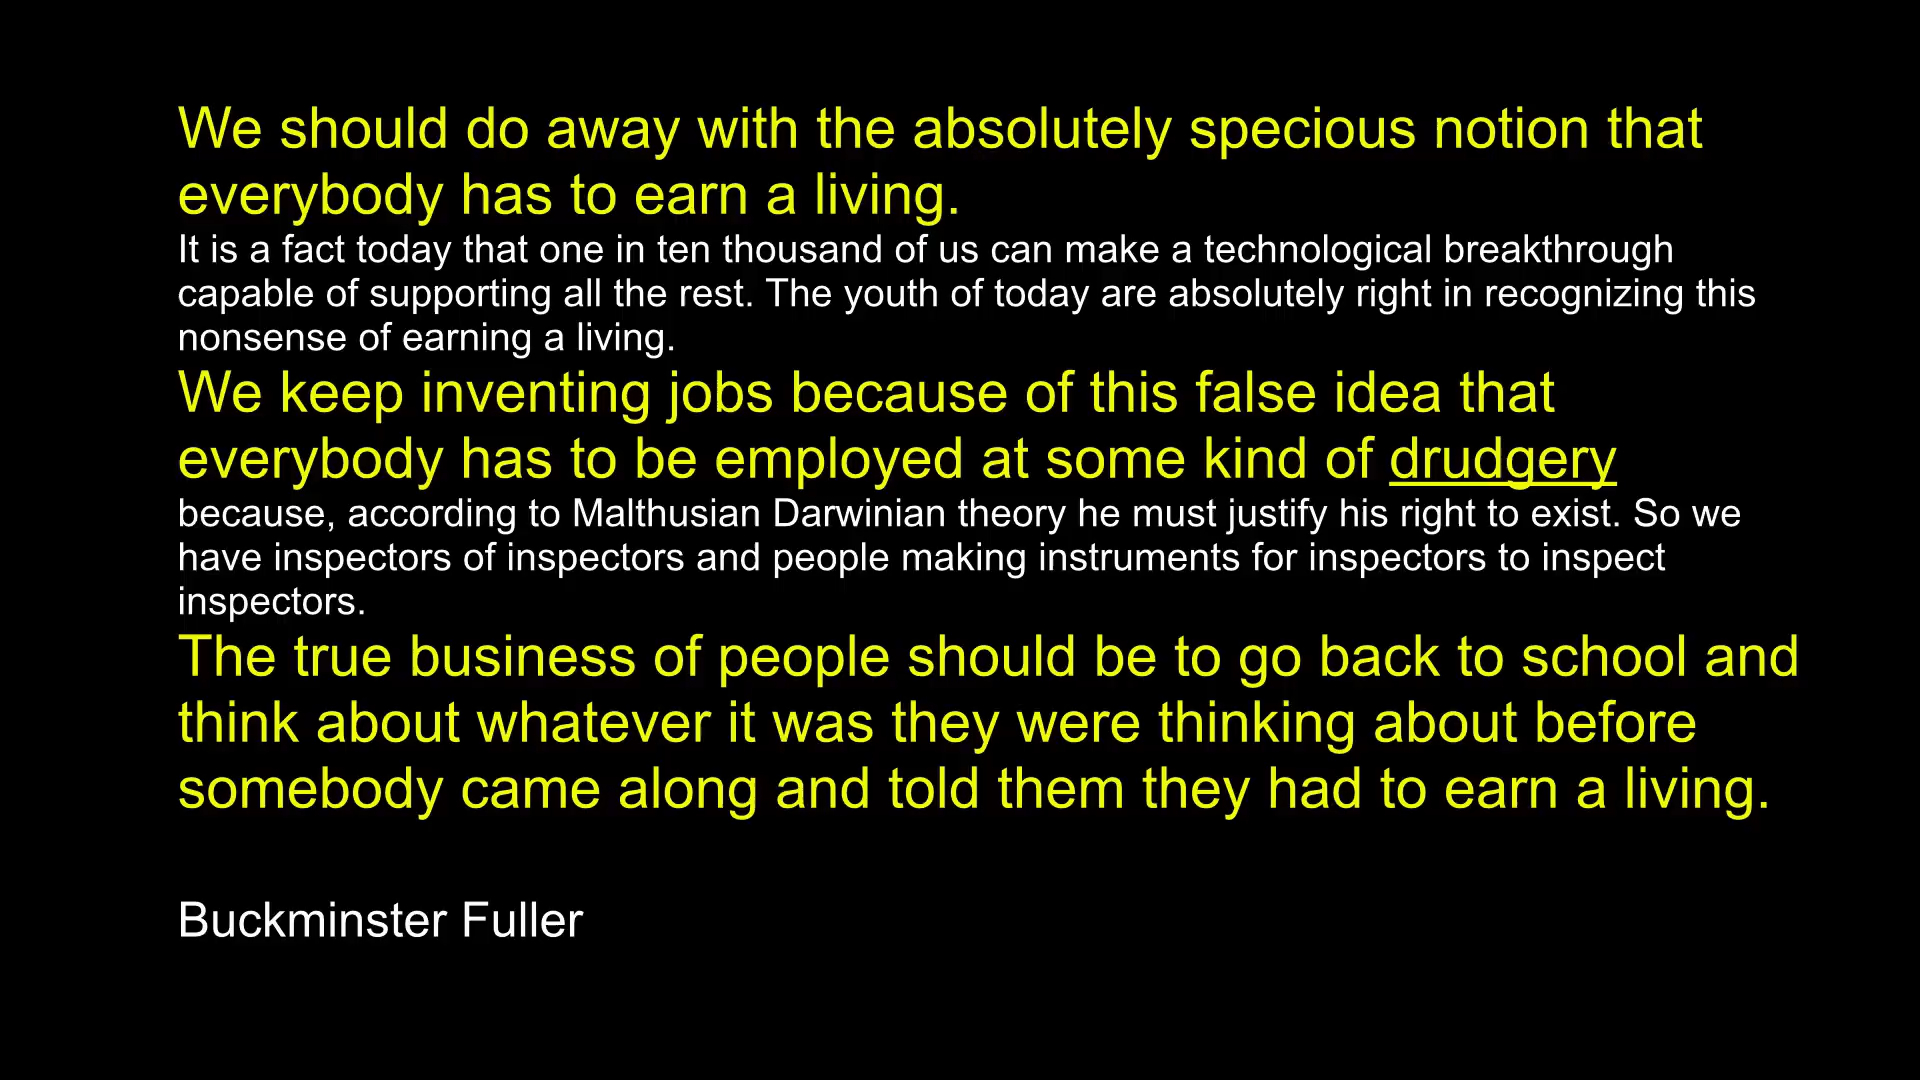 We should do away with the absolutely specious notion that
everybody has to earn a living.
It is a fact today that one in ten thousand of us can make a technological breakthrough
capable of supporting all the rest. The youth of today are absolutely right in recognizing this
nonsense of earning a living.
We keep inventing jobs because of this false idea that
everybody has to be employed at some kind of drudgery
because, according to Malthusian Darwinian theory he must justify his right to exist. So we
have inspectors of inspectors and people making instruments for inspectors to inspect
inspectors.
The true business of people should be to go back to school and
think about whatever it was they were thinking about before
somebody came along and told them they had to earn a living.
Buckminster Fuller